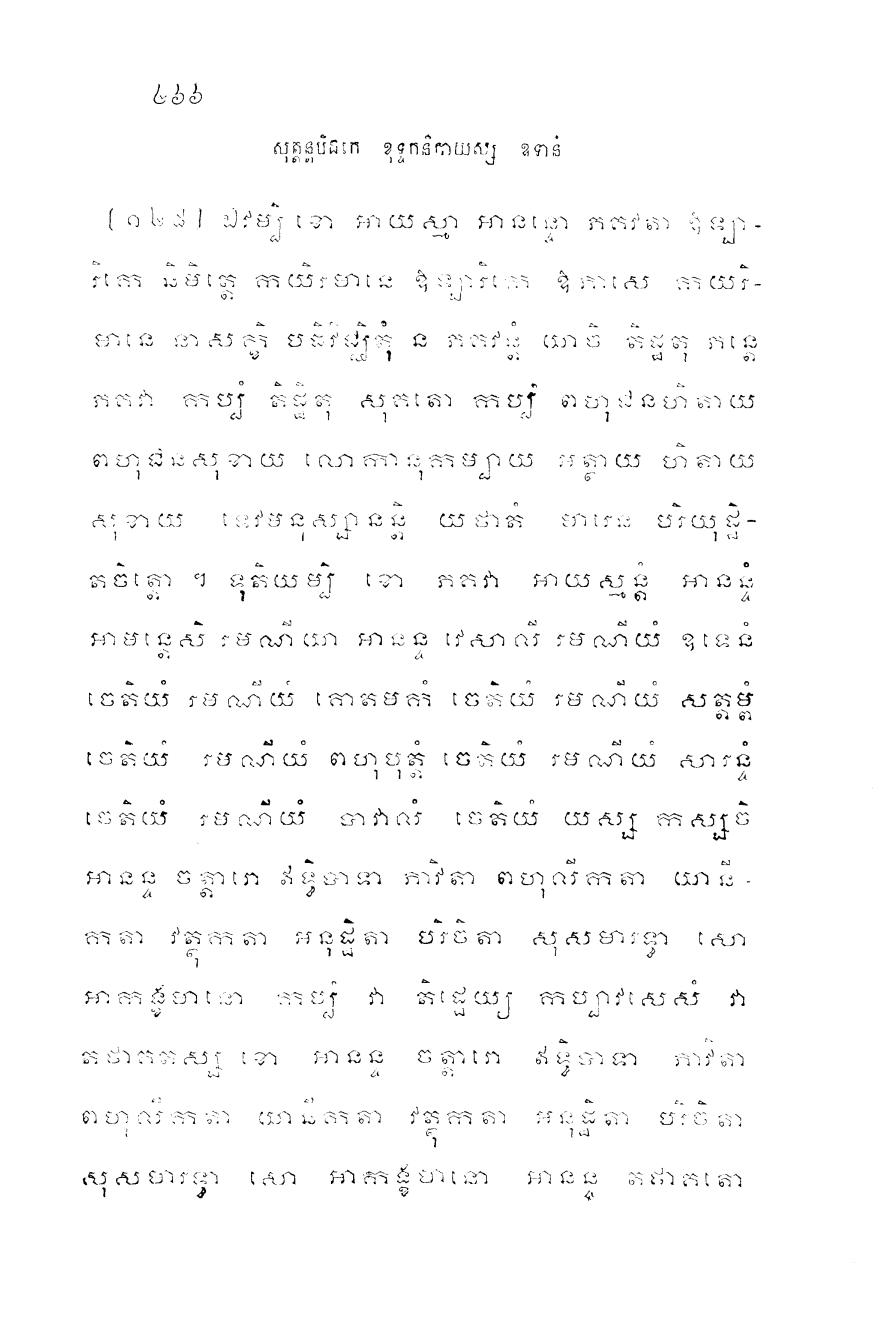 ៤៦៦
សុត្តន្តបិដកេ ខុទ្ទកនិកាយស្ស ឧទានំ
[១៤៨] ឯវម្បិ ខោ អាយស្មា អានន្ទោ ភគវតា ឱឡា-
រិកេ និមិត្តេ កយិរមានេ ឱឡារិកេ ឱភាសេ កយរិ-
មានេ នាសក្ខិ បដិវិជ្ឈិតុំ ន ភគវន្តំ យាចិ តិដ្ឋតុ ភន្តេ
ភគវា កប្បំ តិដ្ឋតុ សុគតោ កប្បំ ពហុជនហិតាយ
ពហុជនសុខាយ លោកានុកម្បាយ អត្ថាយ ហិតាយ
សុខាយ ទេវមនុស្សានន្តិ យថាតំ មារេន បរិយុដ្ឋិ-
តចិត្តោ ។ ទុតិយម្បិ ខោ ភគវា អាយស្មន្តំ អានន្ទំ
អាមន្តេសិ រមណីយា អានន្ទ វេសាលី រមណីយំ ឧទេនំ
ចេតិយំ រមណីយំ គោតមកំ ចេតិយំ រមណីយំ សត្តម្ពំ
ចេតិយំ រមណីយំ ពហុបុត្តំ ចេតិយំ រមណីយំ សារន្ទំ
ចេតិយំ រមណីយំ បាវាលំ ចេតិយំ យស្ស កស្សចិ
អានន្ទ ចត្តារោ ឥទ្ធិបាទា ភាវិតា ពហុលីកតា យានី-
កតា វត្ថុកតា អនុដ្ឋិតា បរិចិតា សុសមារទ្ធា សោ
អាកង្ខមានោ កប្បំ វា តិដ្ឋេយ្យ កប្បាវសេសំ វា
តថាគតស្ស ខោ អានន្ទ ចត្តារោ ឥទ្ធិបាទា ភាវិតា
ពហុលីកតា យានីកតា វត្ថុកតា អនុដ្ឋិតា បរិចិតា
សុសមារទ្ធា សោ អាកង្ខមានោ អានន្ទ តថាគតោ